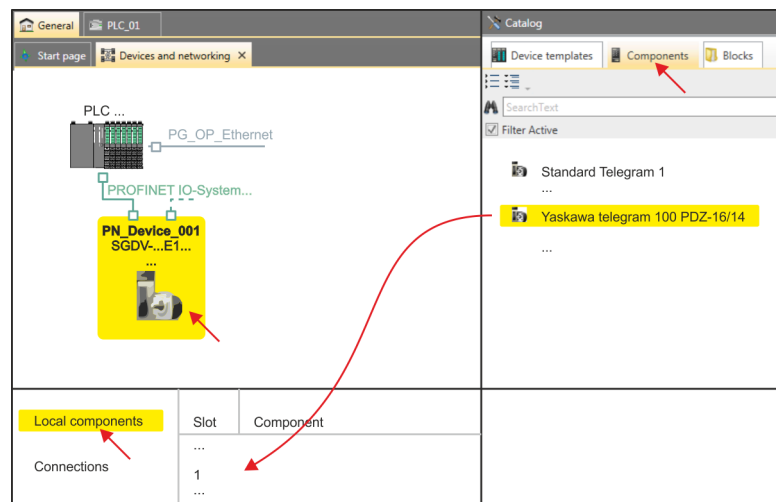 General
PLC_01
Start page
Devices and networking ×
PLC ...
PG_OP_Ethernet
PROFINET IO-System...
PN_Device_001
SGDV-...E1...
...
Local components
Connections
Slot
Component
...
1
...
Catalog
Device templates
Components
Blocks
SearchText
Filter Active
Standard Telegram 1
...
Yaskawa telegram 100 PDZ-16/14
...